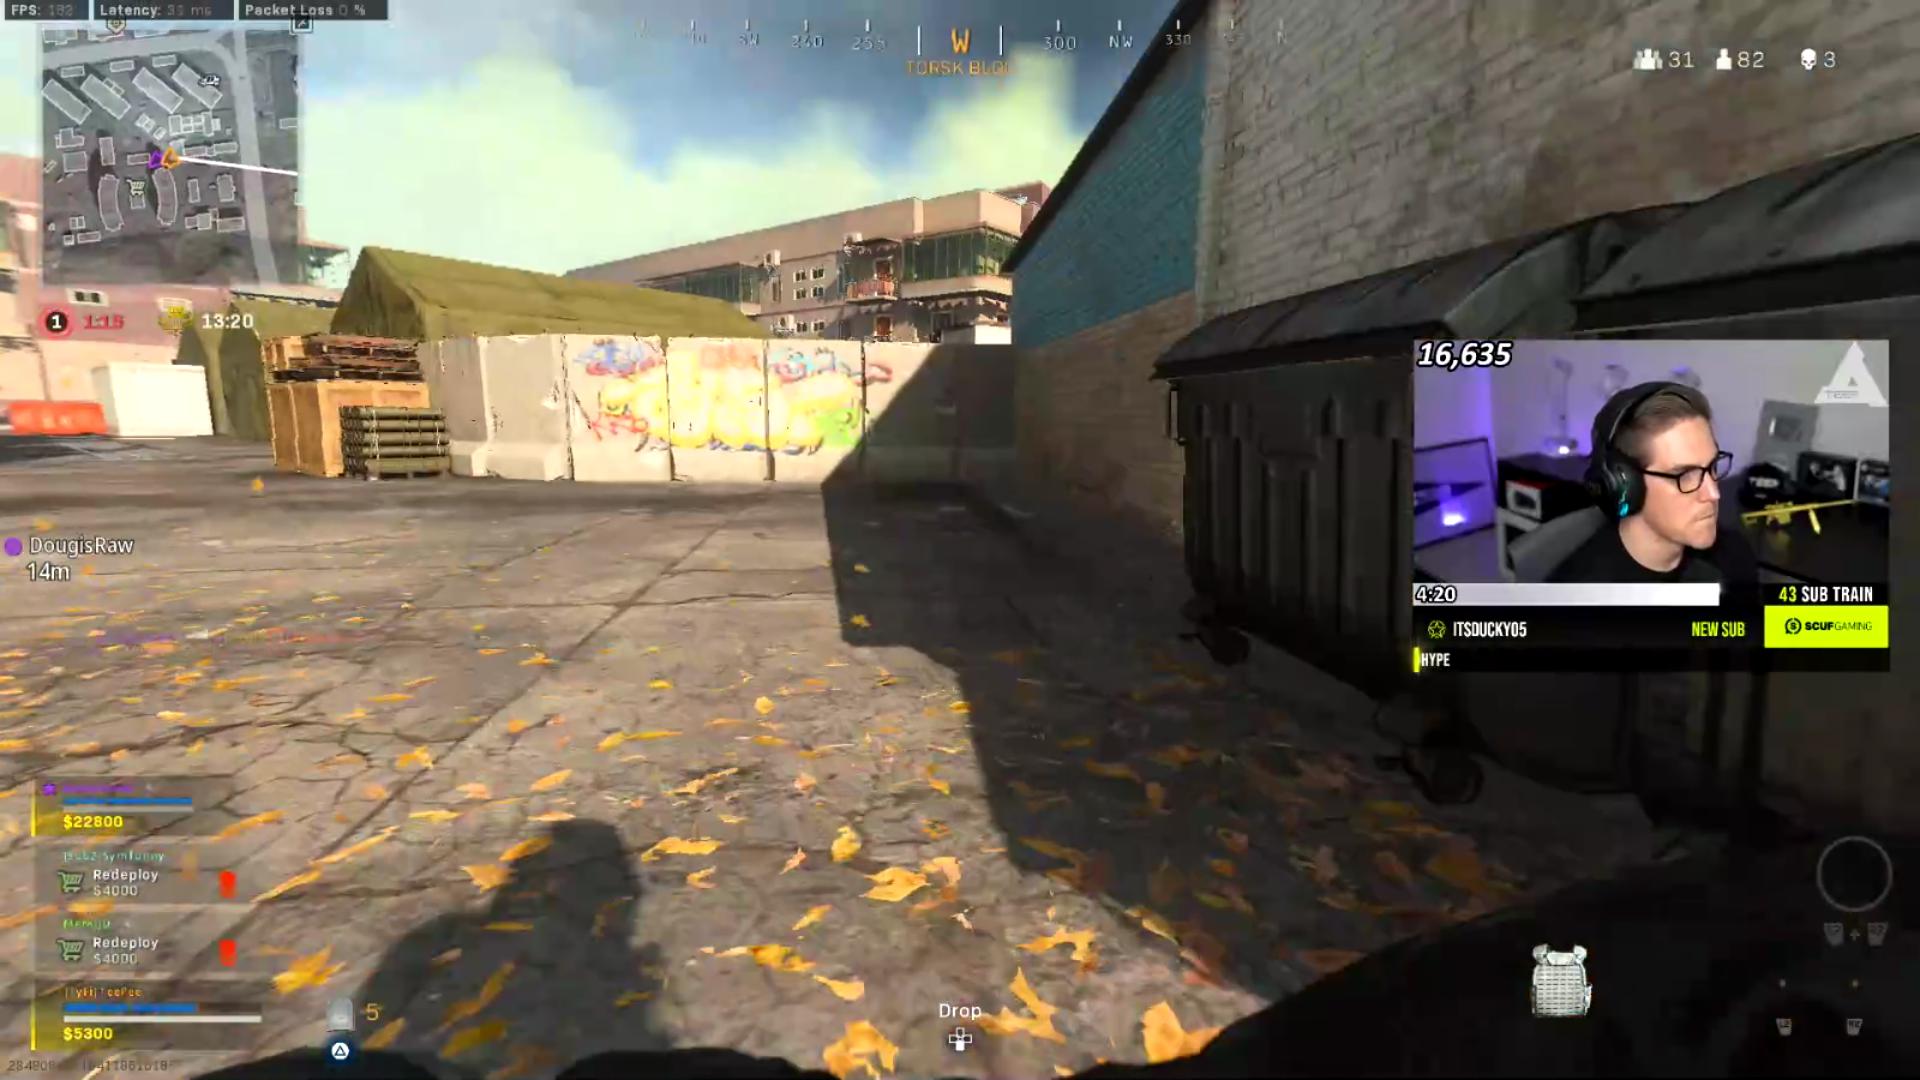 FPS: 182 Latency: 31 ms Packet Loss 0 %
SW 240 255 W 300 NW 330 N
31 82 3
1 1:15 13:20
16,635
DougisRaw
14m
4:20
43 SUB TRAIN
ITSDUCKY05 NEW SUB
SCUFGAMING
HYPE
$22800
Redeploy
$4000
Redeploy
$4000
$5300
5
Drop